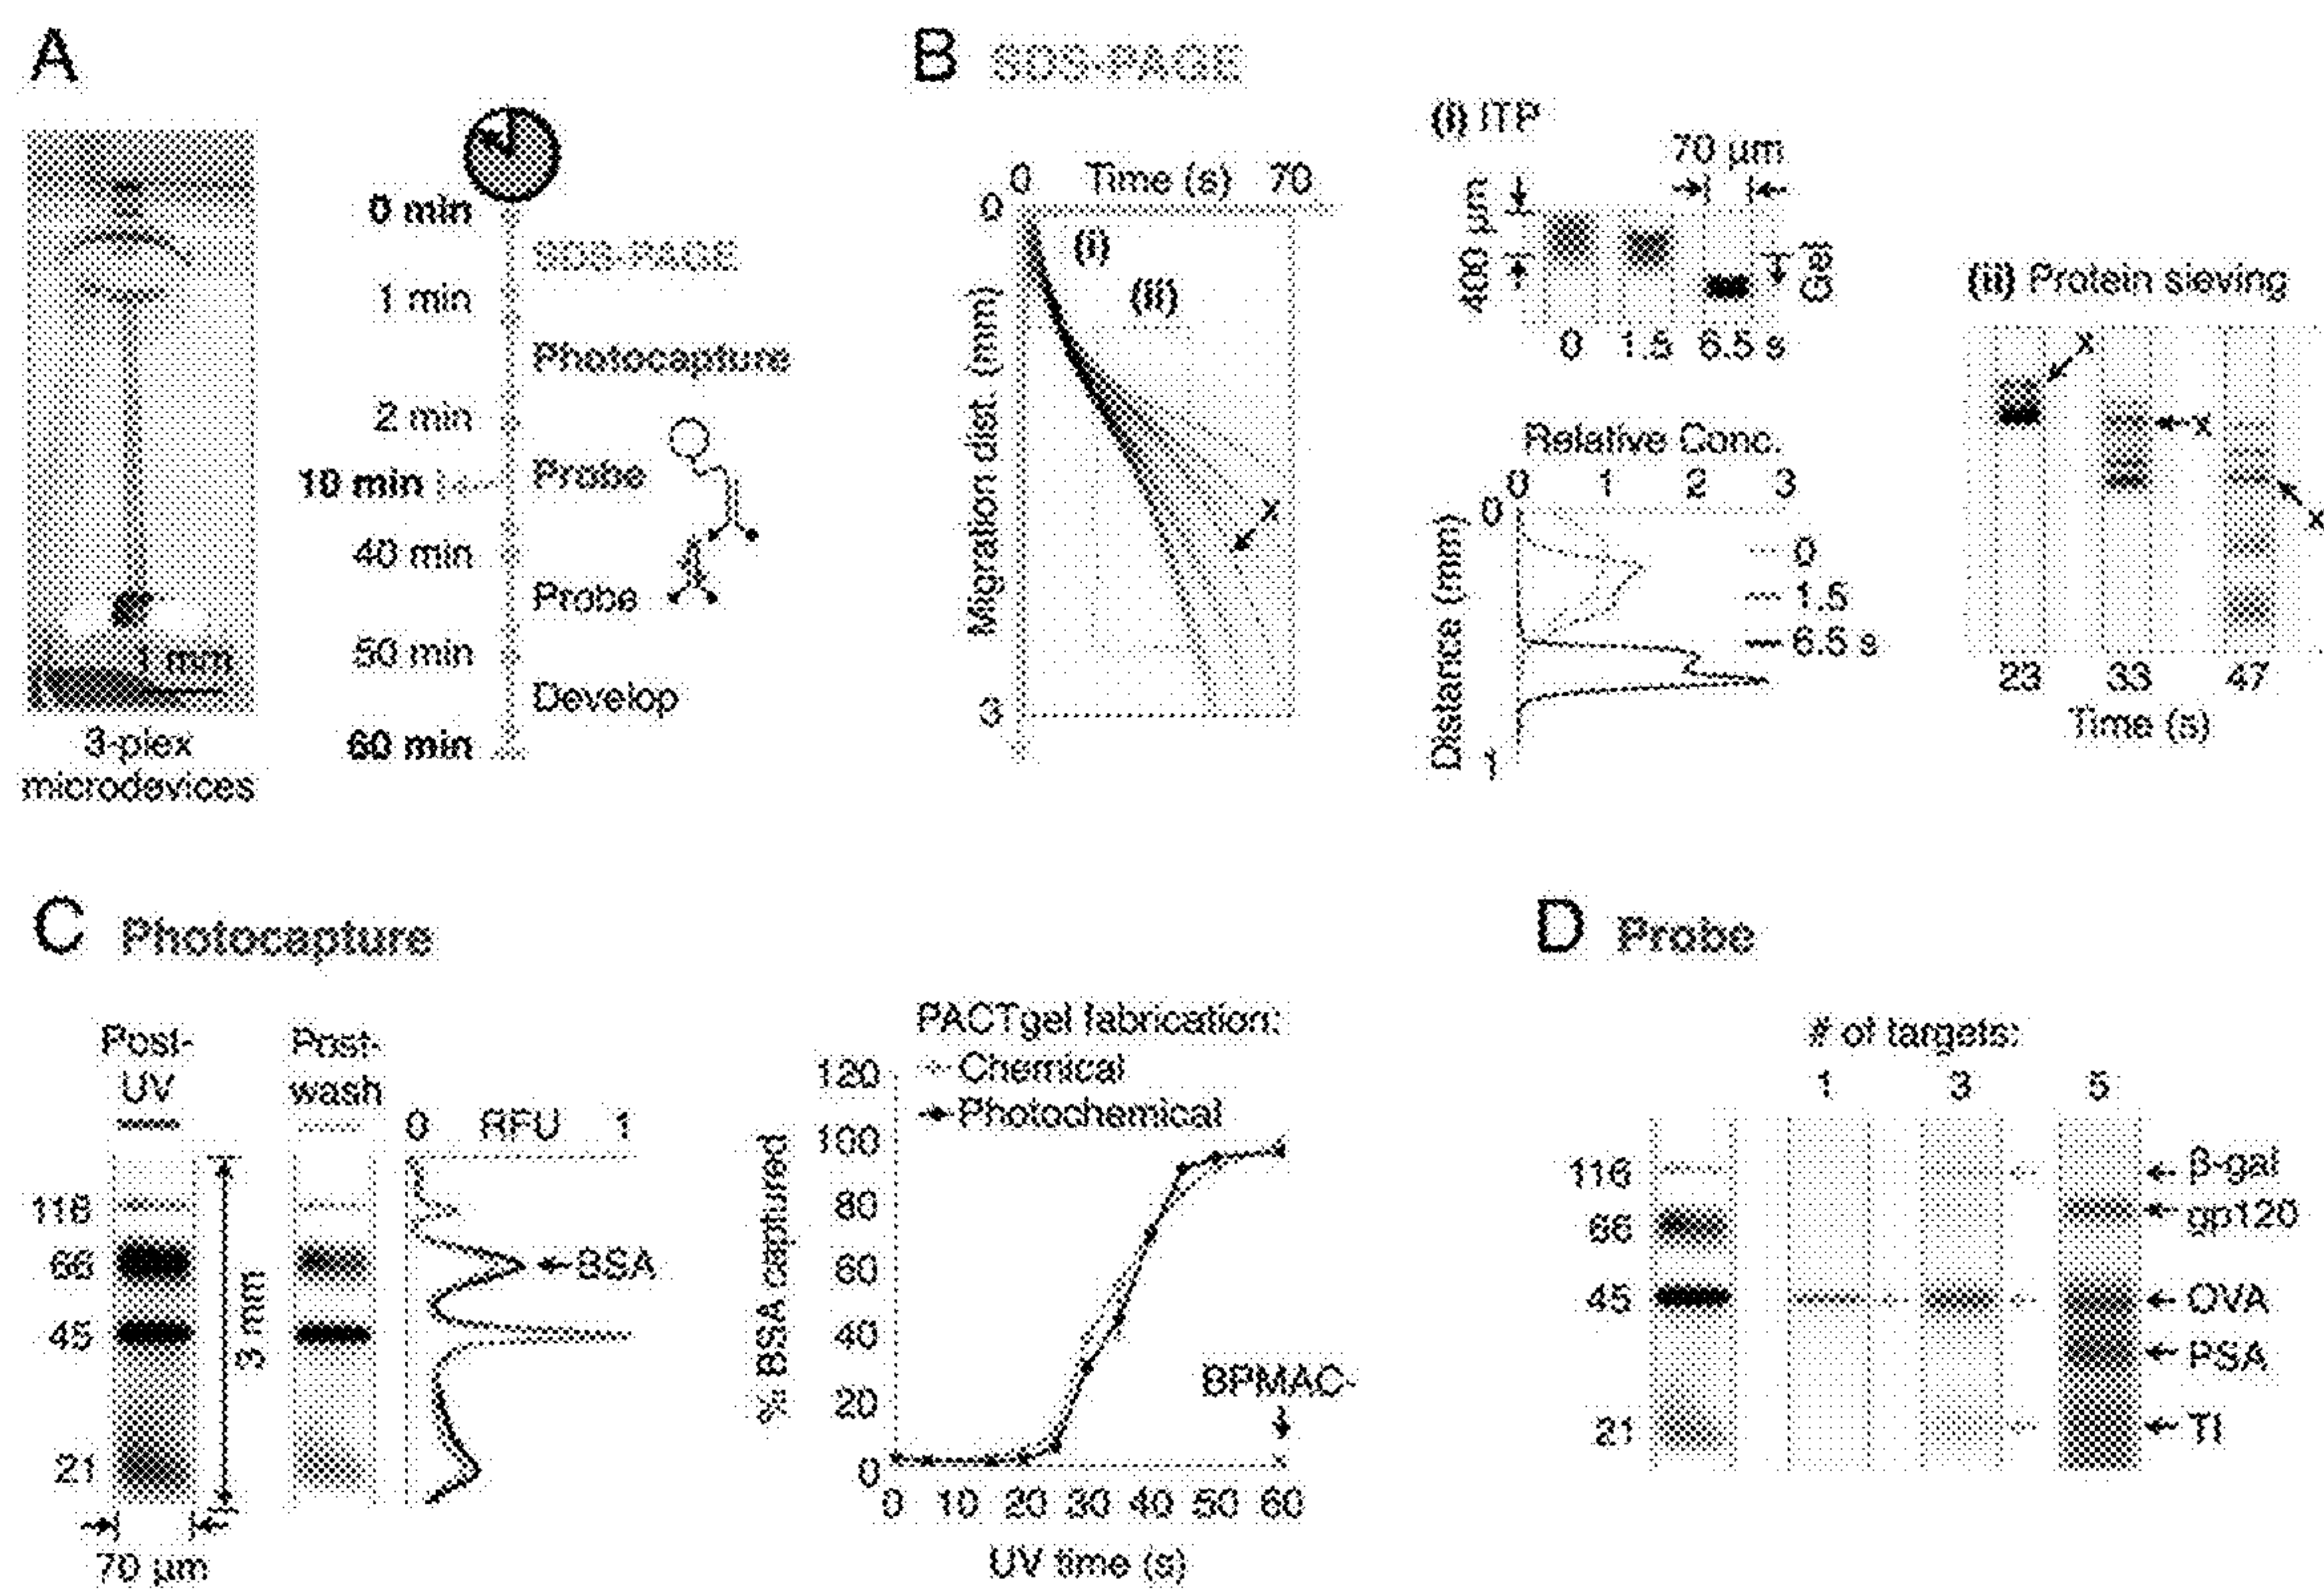 A
0 min
SDS-PAGE
1 min
Photocapture
2 min
Probe
10 min
40 min
Probe
50 min
Develop
60 min
1 mm
3-plex
microdevices
B SDS-PAGE
0 Time (s) 70
0
(i)
(ii)
Migration dist. (mm)
x
3
(i) ITP
70 µm
400 µm
Gel
0 1.5 6.5 s
Relative Conc.
0 1 2 3
0
Distance (mm)
0
1.5
6.5 s
1
(ii) Protein sieving
x
x
x
23 33 47
Time (s)
C Photocapture
Post-
UV
Post-
wash
0 RFU 1
116
66
45
21
3 mm
BSA
70 µm
PACTgel fabrication:
Chemical
Photochemical
% BSA captured
120
100
80
60
40
20
0
BPMAC-
0 10 20 30 40 50 60
UV time (s)
D Probe
# of targets:
1 3 5
116
66
45
21
β-gal
gp120
OVA
PSA
TI